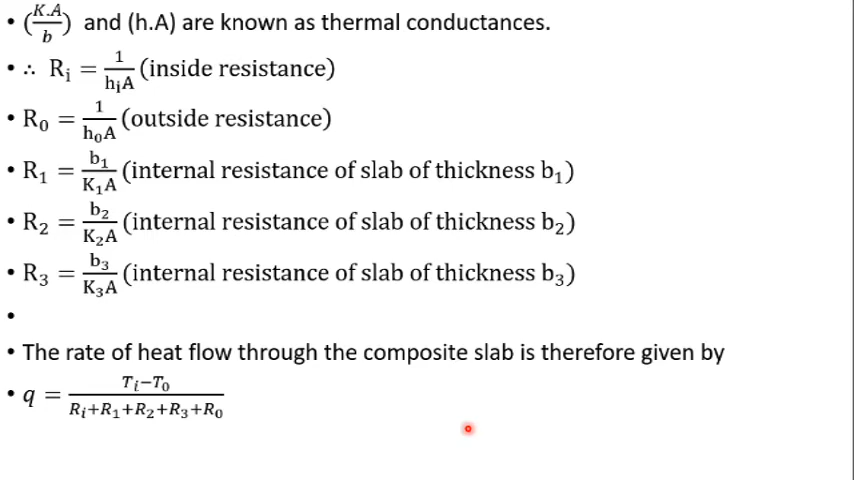 • (K.A/b) and (h.A) are known as thermal conductances.
• ∴ Rᵢ = 1/hᵢA (inside resistance)
• R₀ = 1/h₀A (outside resistance)
• R₁ = b₁/K₁A (internal resistance of slab of thickness b₁)
• R₂ = b₂/K₂A (internal resistance of slab of thickness b₂)
• R₃ = b₃/K₃A (internal resistance of slab of thickness b₃)
•
• The rate of heat flow through the composite slab is therefore given by
• q = Tᵢ−T₀/Rᵢ+R₁+R₂+R₃+R₀